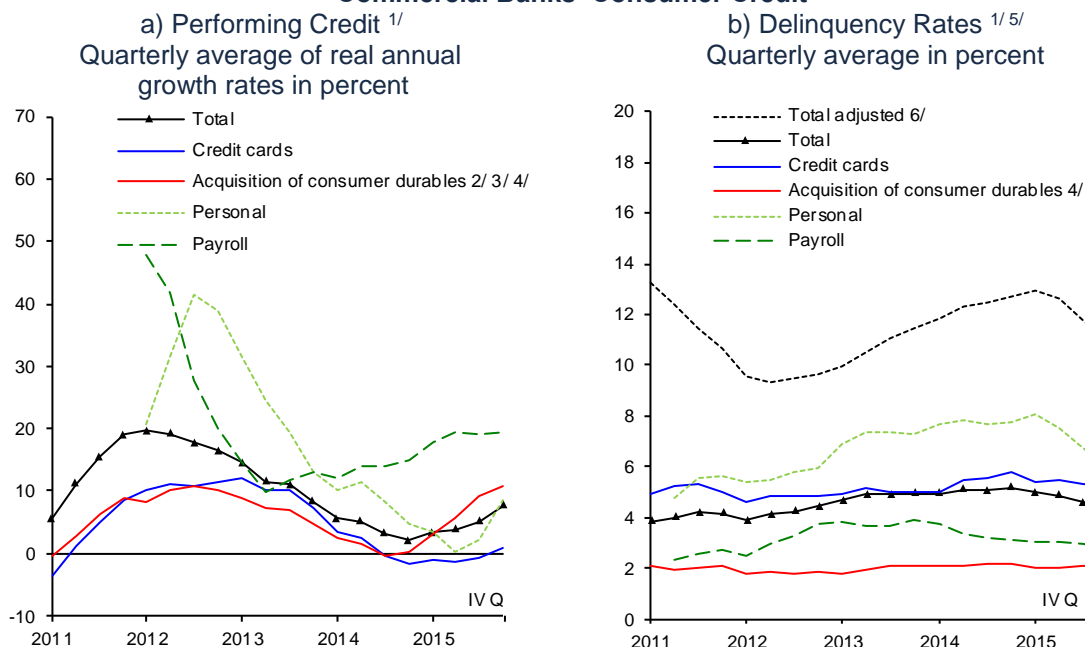 Commercial Banks' Consumer Credit
a) Performing Credit 1/
Quarterly average of real annual
growth rates in percent
70
60
50
40
30
20
10
0
-10
Total
Credit cards
Acquisition of consumer durables 2/ 3/ 4/
Personal
Payroll
IV Q
2011
2012
2013
2014
2015
b) Delinquency Rates 1/ 5/
Quarterly average in percent
20
18
16
14
12
10
8
6
4
2
0
Total adjusted 6/
Total
Credit cards
Acquisition of consumer durables 4/
Personal
Payroll
IV Q
2011
2012
2013
2014
2015